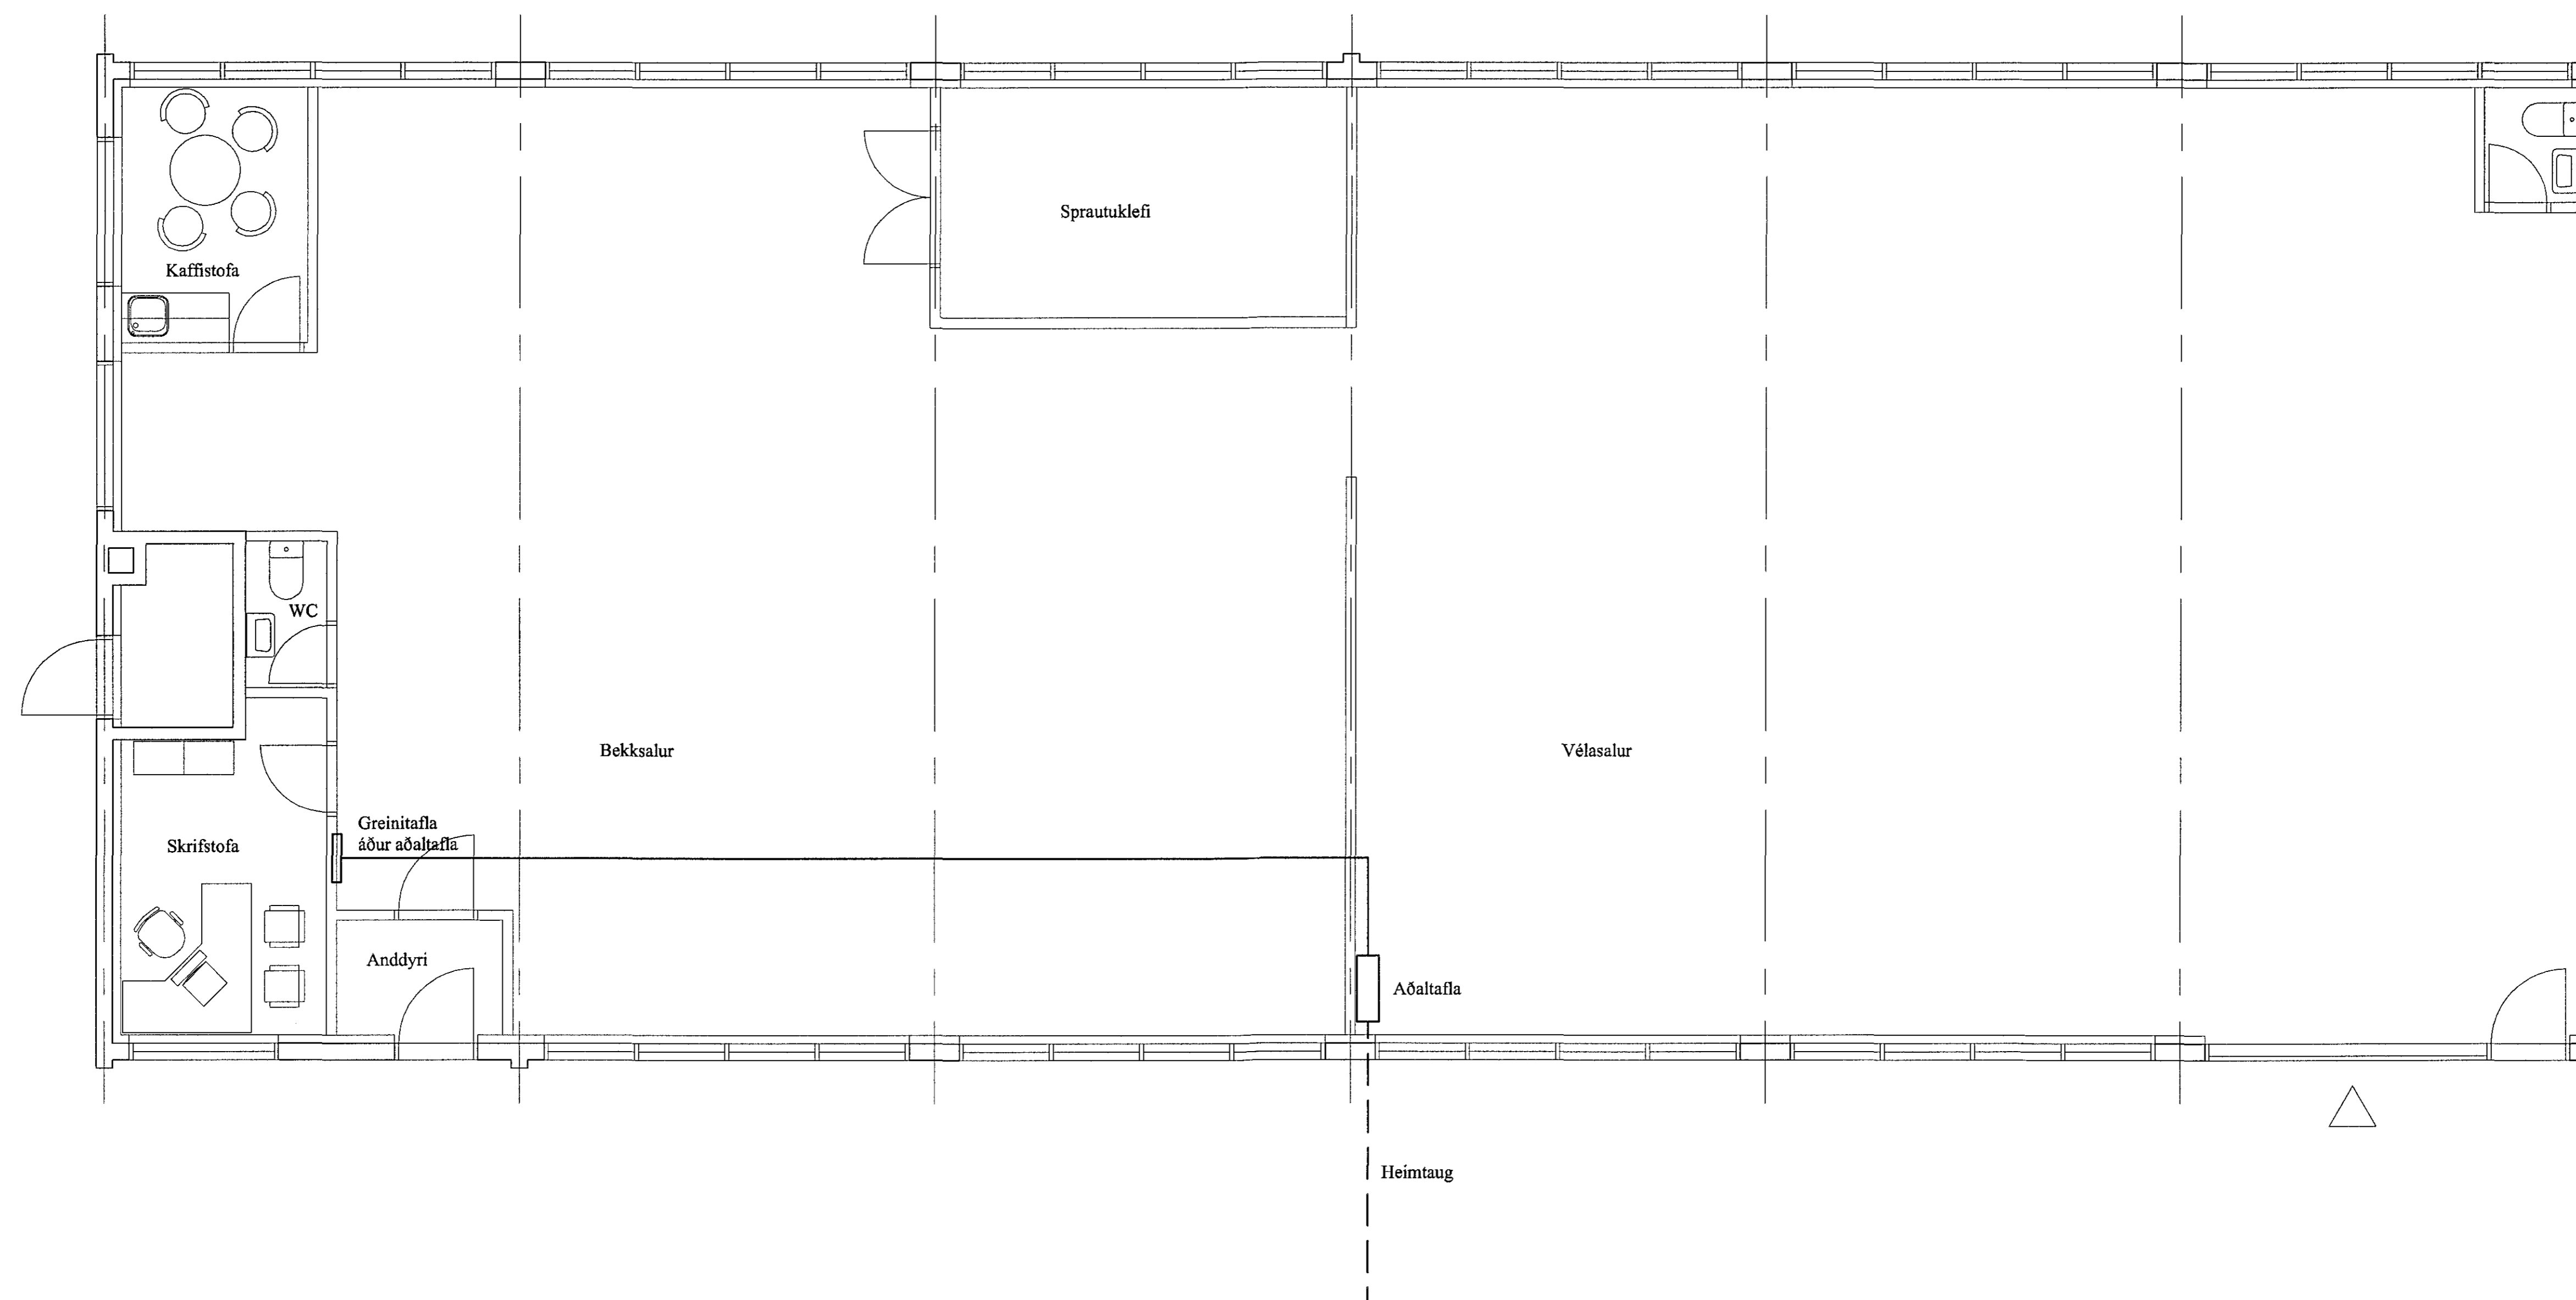 Sprautuklefi
Kaffistofa
WC
Bekksalur
Vélasalur
Greinitafla
áður aðaltafla
Skrifstofa
Anddyri
Aðaltafla
Heimtaug